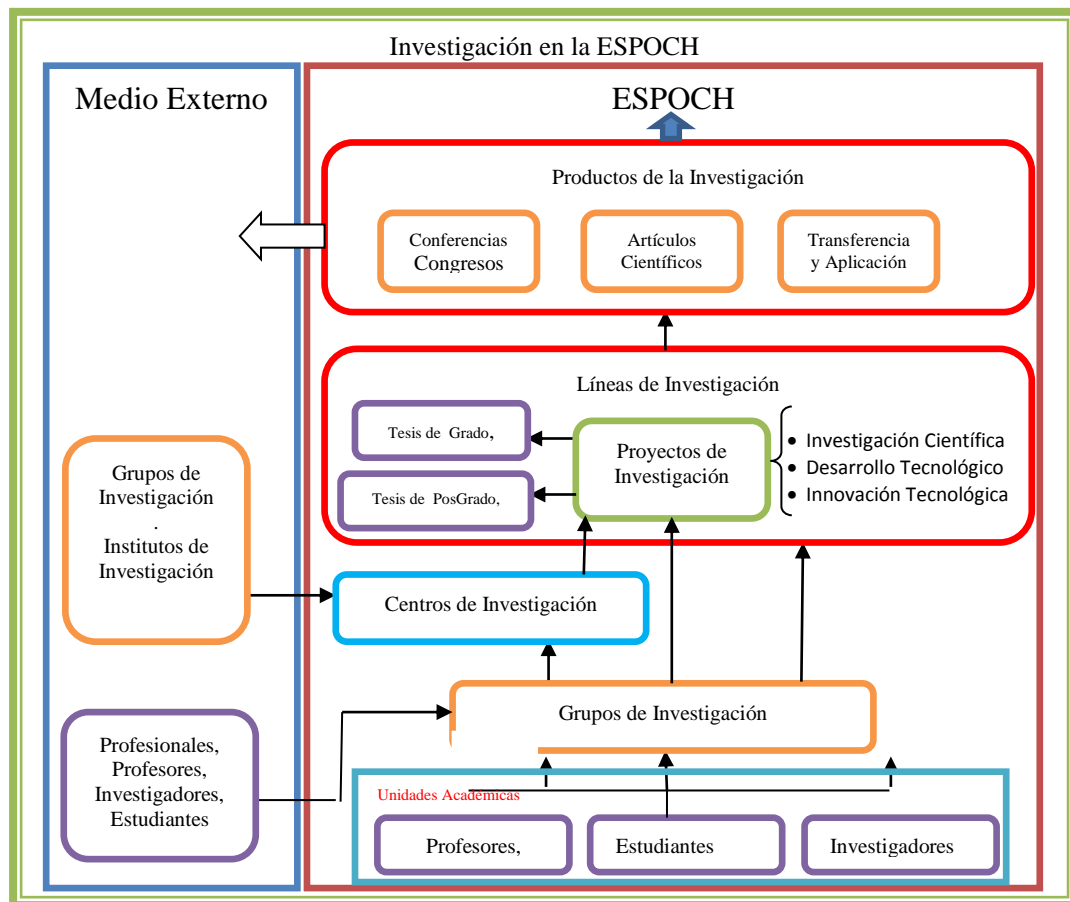 Investigación en la ESPOCH
Medio Externo
ESPOCH
Productos de la Investigación
Conferencias
Congresos
Artículos
Científicos
Transferencia
y Aplicación
Líneas de Investigación
Tesis de Grado,
Tesis de PosGrado,
Proyectos de
Investigación
• Investigación Científica
• Desarrollo Tecnológico
• Innovación Tecnológica
Grupos de
Investigación
.
Institutos de
Investigación
Centros de Investigación
Grupos de Investigación
Profesionales,
Profesores,
Investigadores,
Estudiantes
Unidades Académicas
Profesores,
Estudiantes
Investigadores